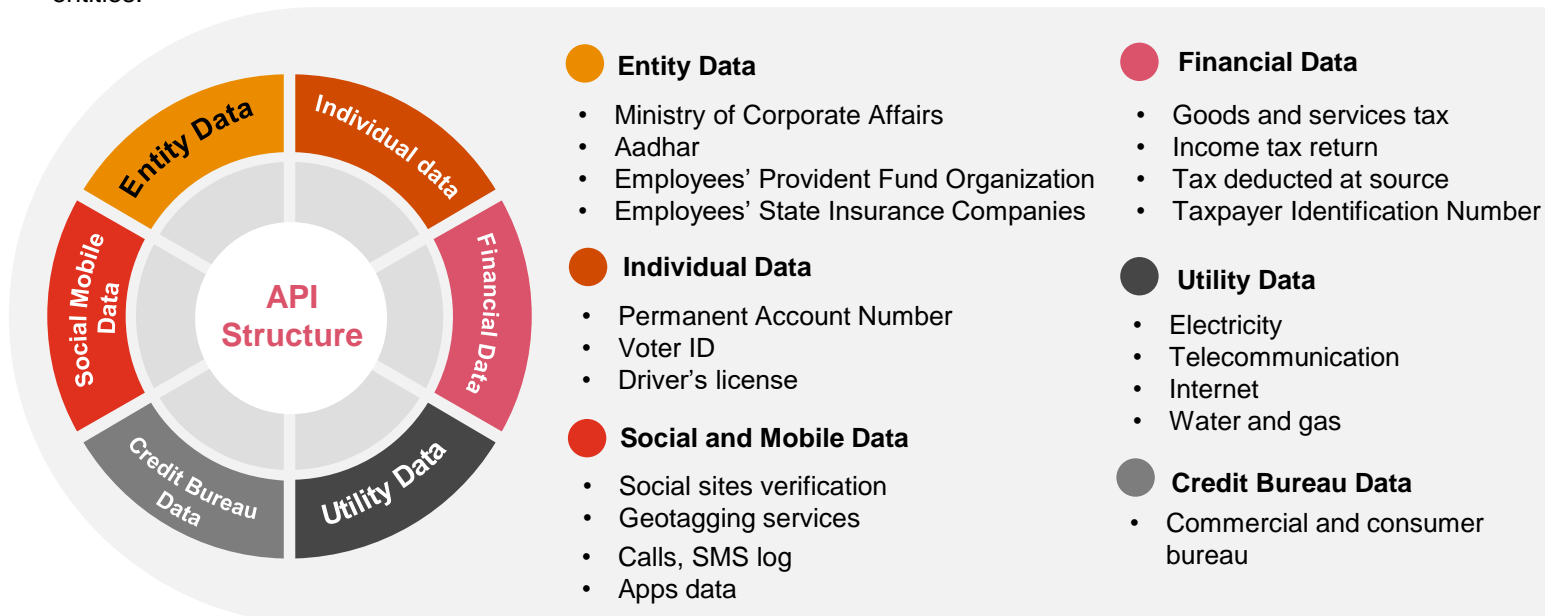 entities.
Entity Data
Individual data
Financial Data
Utility Data
Credit Bureau
Data
Social Mobile
Data
API
Structure
Entity Data
• Ministry of Corporate Affairs
• Aadhar
• Employees’ Provident Fund Organization
• Employees’ State Insurance Companies
Individual Data
• Permanent Account Number
• Voter ID
• Driver’s license
Social and Mobile Data
• Social sites verification
• Geotagging services
• Calls, SMS log
• Apps data
Financial Data
• Goods and services tax
• Income tax return
• Tax deducted at source
• Taxpayer Identification Number
Utility Data
• Electricity
• Telecommunication
• Internet
• Water and gas
Credit Bureau Data
• Commercial and consumer
bureau